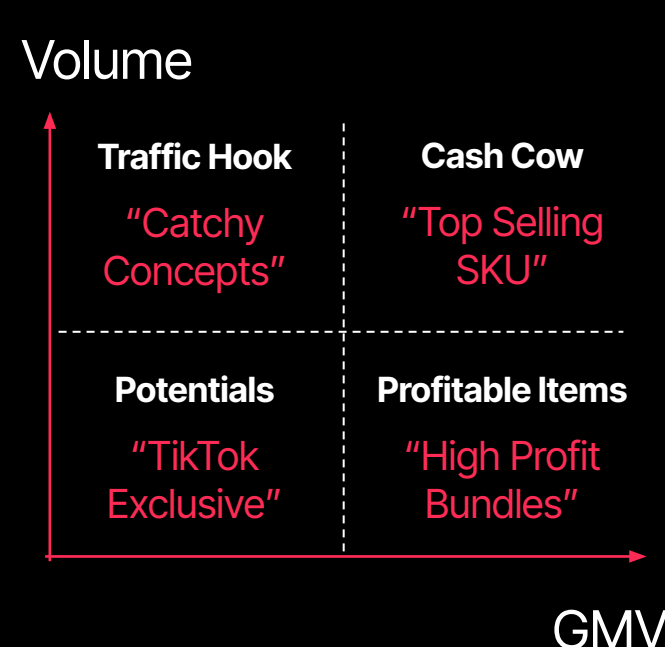 Volume
Traffic Hook
“Catchy
Concepts”
Cash Cow
“Top Selling
SKU”
Potentials
“TikTok
Exclusive”
Profitable Items
“High Profit
Bundles”
GMV